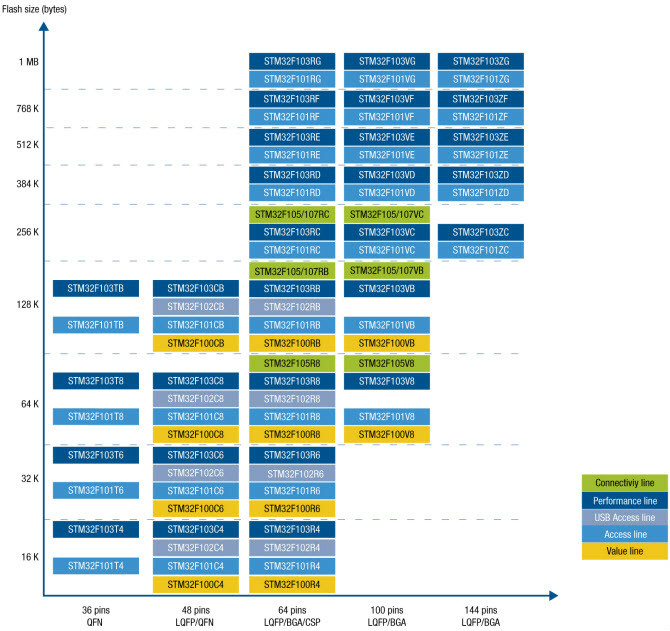 Flash size (bytes)
1 MB
STM32F103RG STM32F103VG STM32F103ZG
STM32F101RG STM32F101VG STM32F101ZG
768 K
STM32F103RF STM32F103VF STM32F103ZF
STM32F101RF STM32F101VF STM32F101ZF
512 K
STM32F103RE STM32F103VE STM32F103ZE
STM32F101RE STM32F101VE STM32F101ZE
384 K
STM32F103RD STM32F103VD STM32F103ZD
STM32F101RD STM32F101VD STM32F101ZD
256 K
STM32F105/107RC STM32F105/107VC
STM32F103RC STM32F103VC STM32F103ZC
STM32F101RC STM32F101VC STM32F101ZC
128 K
STM32F105/107RB STM32F105/107VB
STM32F103TB STM32F103CB STM32F103RB STM32F103VB
STM32F102CB STM32F102RB
STM32F101TB STM32F101CB STM32F101RB STM32F101VB
STM32F100CB STM32F100RB STM32F100VB
64 K
STM32F105R8 STM32F105V8
STM32F103T8 STM32F103C8 STM32F103R8 STM32F103V8
STM32F102C8 STM32F102R8
STM32F101T8 STM32F101C8 STM32F101R8 STM32F101V8
STM32F100C8 STM32F100R8 STM32F100V8
32 K
STM32F103T6 STM32F103C6 STM32F103R6
STM32F102C6 STM32F102R6
STM32F101T6 STM32F101C6 STM32F101R6
STM32F100C6 STM32F100R6
16 K
STM32F103T4 STM32F103C4 STM32F103R4
STM32F102C4 STM32F102R4
STM32F101T4 STM32F101C4 STM32F101R4
STM32F100C4 STM32F100R4
36 pins 48 pins 64 pins 100 pins 144 pins
QFN LQFP/QFN LQFP/BGA/CSP LQFP/BGA LQFP/BGA
Connectiviy line
Performance line
USB Access line
Access line
Value line